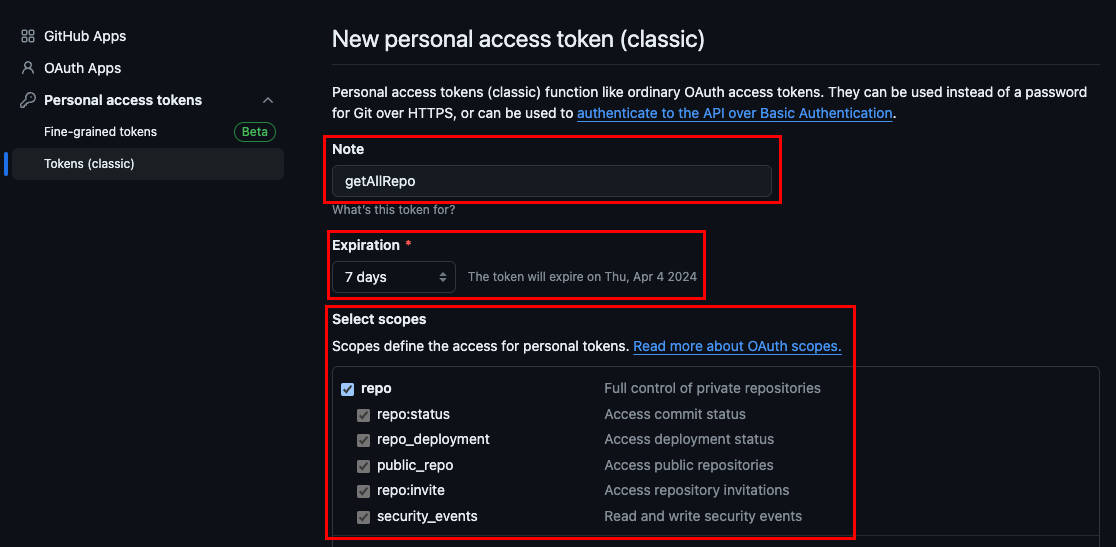 GitHub Apps
OAuth Apps
Personal access tokens
Fine-grained tokens Beta
Tokens (classic)
New personal access token (classic)
Personal access tokens (classic) function like ordinary OAuth access tokens. They can be used instead of a password
for Git over HTTPS, or can be used to authenticate to the API over Basic Authentication.
Note
getAllRepo
What's this token for?
Expiration *
7 days The token will expire on Thu, Apr 4 2024
Select scopes
Scopes define the access for personal tokens. Read more about OAuth scopes.
repo Full control of private repositories
repo:status Access commit status
repo_deployment Access deployment status
public_repo Access public repositories
repo:invite Access repository invitations
security_events Read and write security events